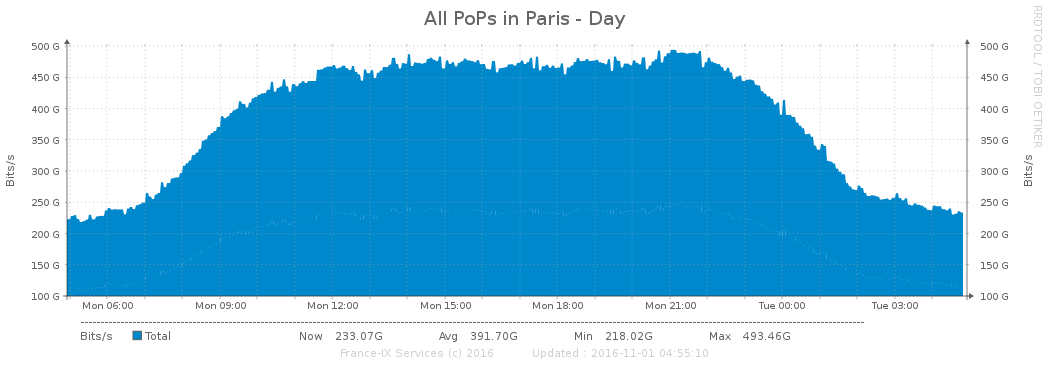 All PoPs in Paris - Day
RRDTOOL / TOBI OETIKER
500 G 500 G
450 G 450 G
400 G 400 G
350 G 350 G
300 G 300 G
250 G 250 G
200 G 200 G
150 G 150 G
100 G 100 G
Bits/s Bits/s
Mon 06:00 Mon 09:00 Mon 12:00 Mon 15:00 Mon 18:00 Mon 21:00 Tue 00:00 Tue 03:00
Bits/s Total Now 233.07G Avg 391.70G Min 218.02G Max 493.46G
France-IX Services (c) 2016 Updated : 2016-11-01 04:55:10